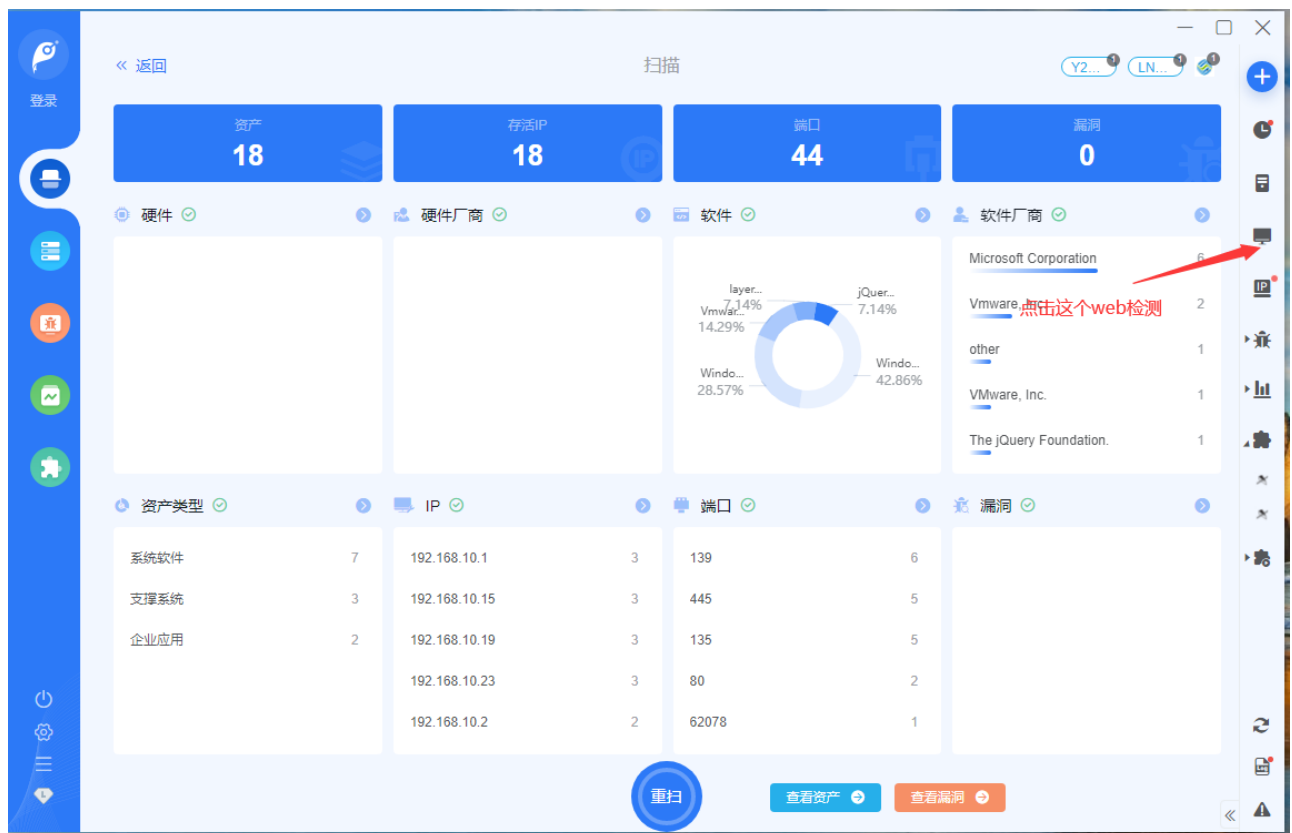 登录
« 返回
扫描
Y2... 1
LN... 1
1
资产
18
存活IP
18
端口
44
漏洞
0
硬件
硬件厂商
软件
软件厂商
layer...
7.14%
jQuer...
7.14%
Vmwar...
14.29%
Windo...
28.57%
Windo...
42.86%
Microsoft Corporation 6
Vmware, Inc. 2
点击这个web检测
other 1
VMware, Inc. 1
The jQuery Foundation. 1
资产类型
IP
端口
漏洞
系统软件 7
支撑系统 3
企业应用 2
192.168.10.1 3
192.168.10.15 3
192.168.10.19 3
192.168.10.23 3
192.168.10.2 2
139 6
445 5
135 5
80 2
62078 1
重扫
查看资产
查看漏洞
IP